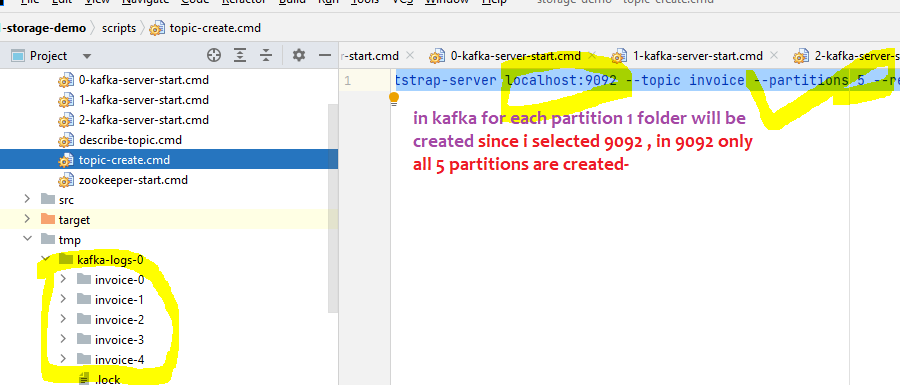 File Edit View Navigate Code Refactor Build Run Tools VCS Window Help storage-demo - topic-create.cmd
-storage-demo scripts topic-create.cmd
Project r-start.cmd 0-kafka-server-start.cmd 1-kafka-server-start.cmd 2-kafka-server-s
0-kafka-server-start.cmd 1 tstrap-server localhost:9092 --topic invoice --partitions 5 --re
1-kafka-server-start.cmd
2-kafka-server-start.cmd
describe-topic.cmd
topic-create.cmd
zookeeper-start.cmd
src
target
tmp
kafka-logs-0
invoice-0
invoice-1
invoice-2
invoice-3
invoice-4
.lock
in kafka for each partition 1 folder will be
created since i selected 9092 , in 9092 only
all 5 partitions are created-